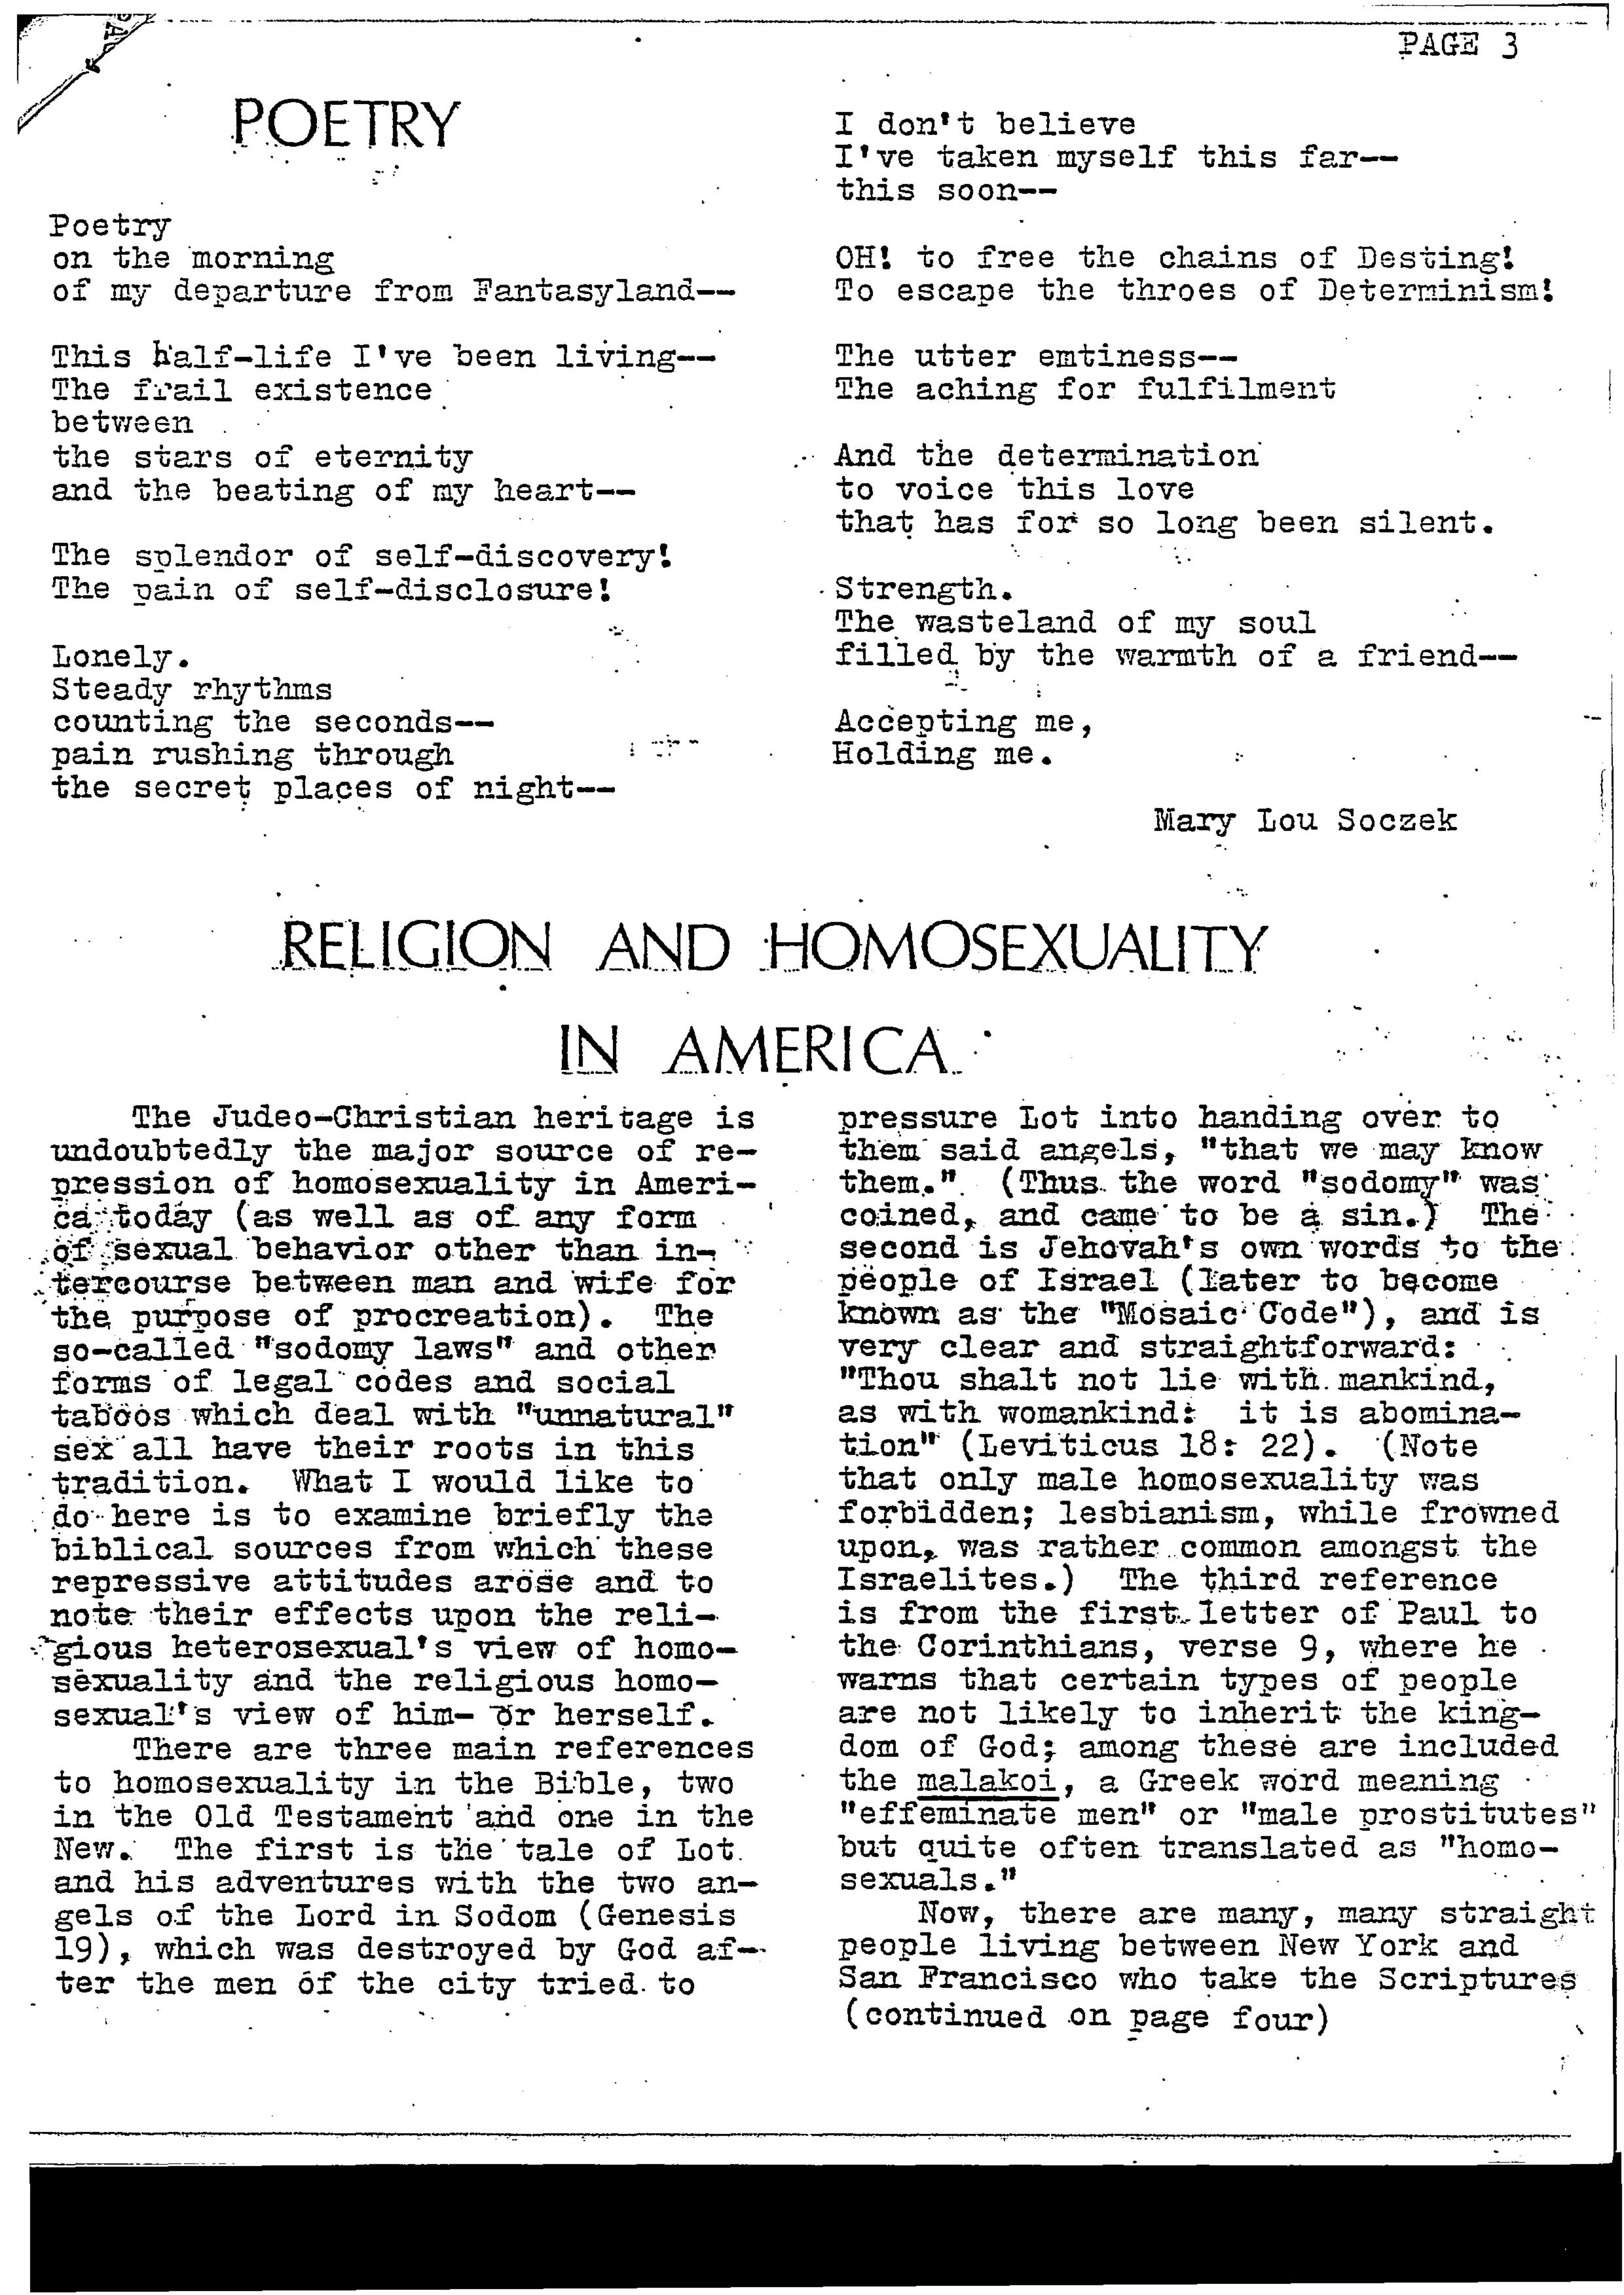 PAGE 3
POETRY
Poetry
on the morning
of my departure from Fantasyland--
This half-life I've been living--
The frail existence
between
the stars of eternity
and the beating of my heart--
The splendor of self-discovery!
The pain of self-disclosure!
Lonely.
Steady rhythms
counting the seconds--
pain rushing through
the secret places of night--
I don't believe
I've taken myself this far--
this soon--
OH! to free the chains of Desting!
To escape the throes of Determinism!
The utter emtiness--
The aching for fulfilment
And the determination
to voice this love
that has for so long been silent.
Strength.
The wasteland of my soul
filled by the warmth of a friend--
Accepting me,
Holding me.
Mary Lou Soczek
RELIGION AND HOMOSEXUALITY
IN AMERICA
The Judeo-Christian heritage is
undoubtedly the major source of re-
pression of homosexuality in Ameri-
ca today (as well as of any form
of sexual behavior other than in-
tercourse between man and wife for
the purpose of procreation). The
so-called "sodomy laws" and other
forms of legal codes and social
taboos which deal with "unnatural"
sex all have their roots in this
tradition. What I would like to
do here is to examine briefly the
biblical sources from which these
repressive attitudes arose and to
note their effects upon the reli-
gious heterosexual's view of homo-
sexuality and the religious homo-
sexual's view of him- or herself.
There are three main references
to homosexuality in the Bible, two
in the Old Testament and one in the
New. The first is the tale of Lot
and his adventures with the two an-
gels of the Lord in Sodom (Genesis
19), which was destroyed by God af-
ter the men of the city tried to
pressure Lot into handing over to
them said angels, "that we may know
them.". (Thus the word "sodomy" was
coined, and came to be a sin.) The
second is Jehovah's own words to the
people of Israel (later to become
known as the "Mosaic Code"), and is
very clear and straightforward:
"Thou shalt not lie with mankind,
as with womankind: it is abomina-
tion" (Leviticus 18: 22). (Note
that only male homosexuality was
forbidden; lesbianism, while frowned
upon, was rather common amongst the
Israelites.) The third reference
is from the first letter of Paul to
the Corinthians, verse 9, where he
warns that certain types of people
are not likely to inherit the king-
dom of God; among these are included
the malakoi, a Greek word meaning
"effeminate men" or "male prostitutes"
but quite often translated as "homo-
sexuals."
Now, there are many, many straight
people living between New York and
San Francisco who take the Scriptures
(continued on page four)